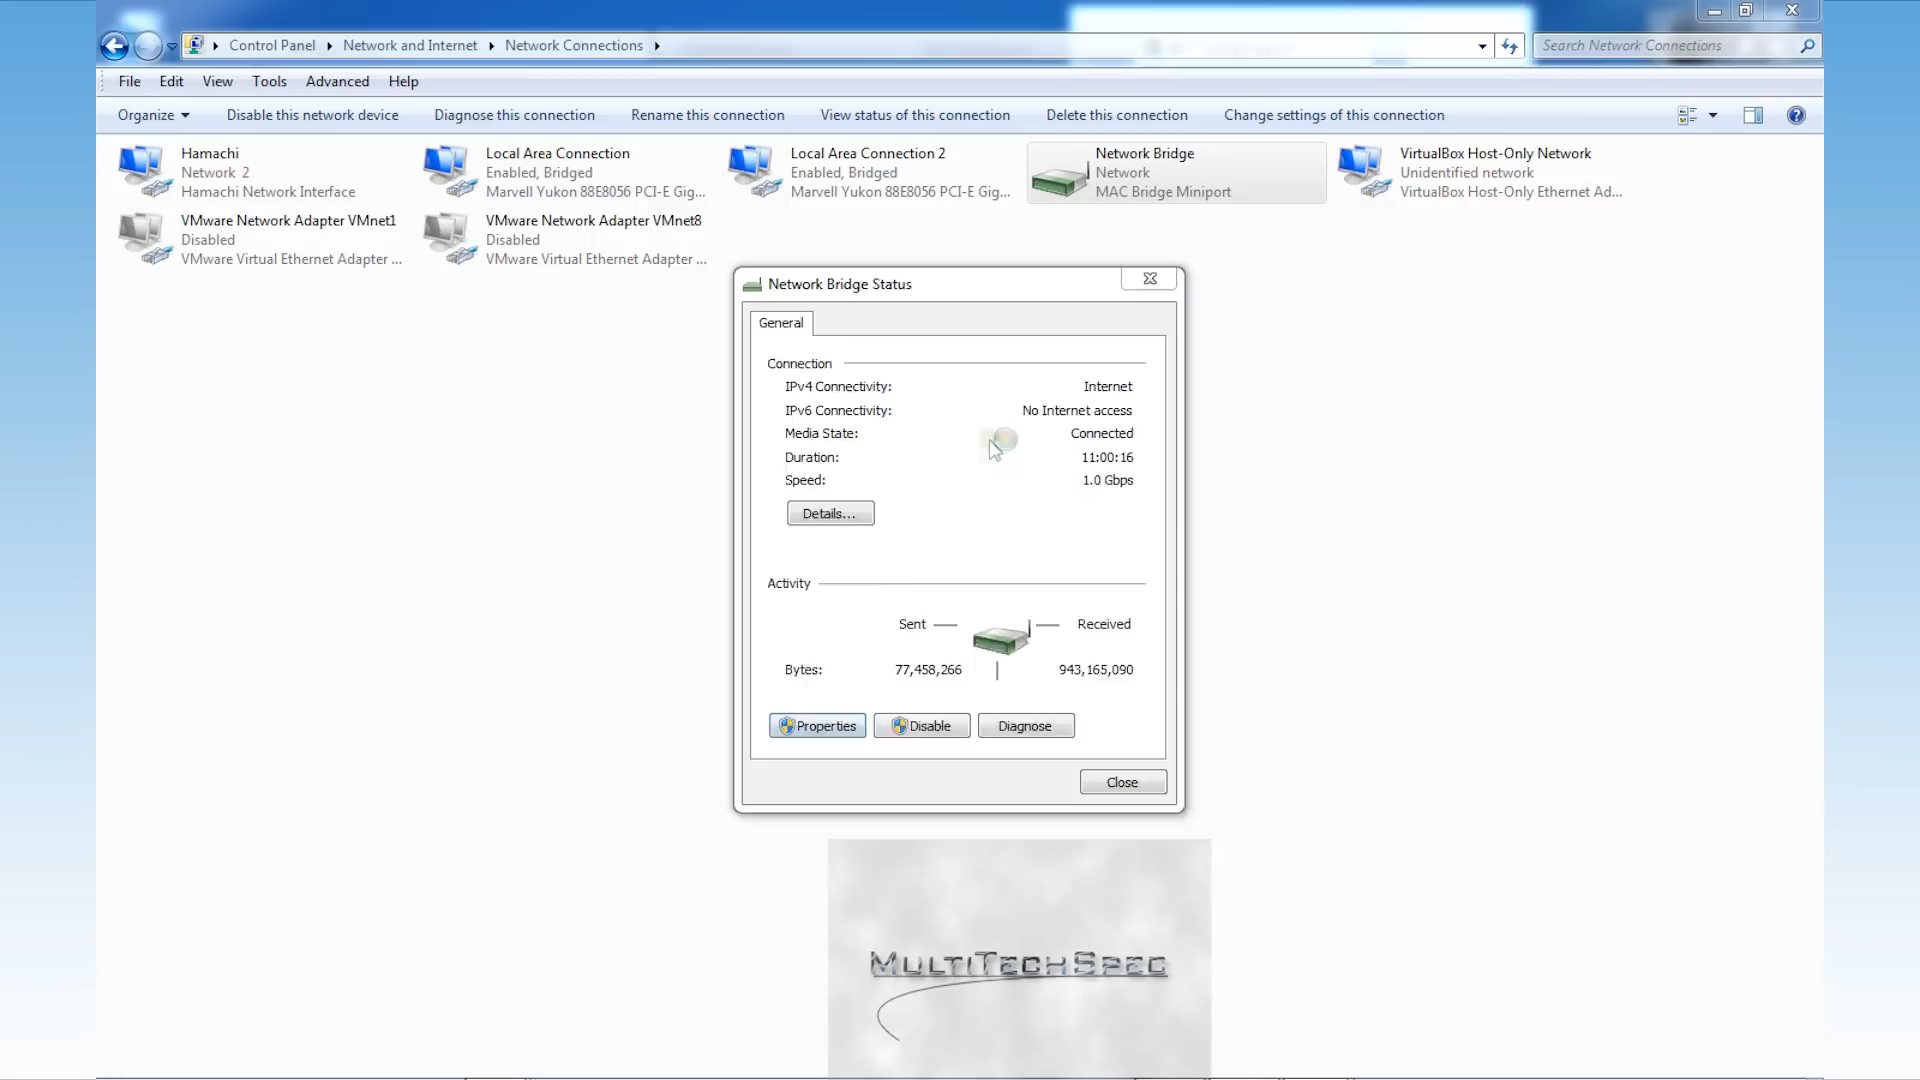 Control Panel Network and Internet Network Connections
Search Network Connections
File Edit View Tools Advanced Help
Organize Disable this network device Diagnose this connection Rename this connection View status of this connection Delete this connection Change settings of this connection
Hamachi
Network 2
Hamachi Network Interface
Local Area Connection
Enabled, Bridged
Marvell Yukon 88E8056 PCI-E Gig...
Local Area Connection 2
Enabled, Bridged
Marvell Yukon 88E8056 PCI-E Gig...
Network Bridge
Network
MAC Bridge Miniport
VirtualBox Host-Only Network
Unidentified network
VirtualBox Host-Only Ethernet Ad...
VMware Network Adapter VMnet1
Disabled
VMware Virtual Ethernet Adapter ...
VMware Network Adapter VMnet8
Disabled
VMware Virtual Ethernet Adapter ...
Network Bridge Status
General
Connection
IPv4 Connectivity: Internet
IPv6 Connectivity: No Internet access
Media State: Connected
Duration: 11:00:16
Speed: 1.0 Gbps
Details...
Activity
Sent Received
Bytes: 77,458,266 943,165,090
Properties Disable Diagnose
Close
MultiTechSpec